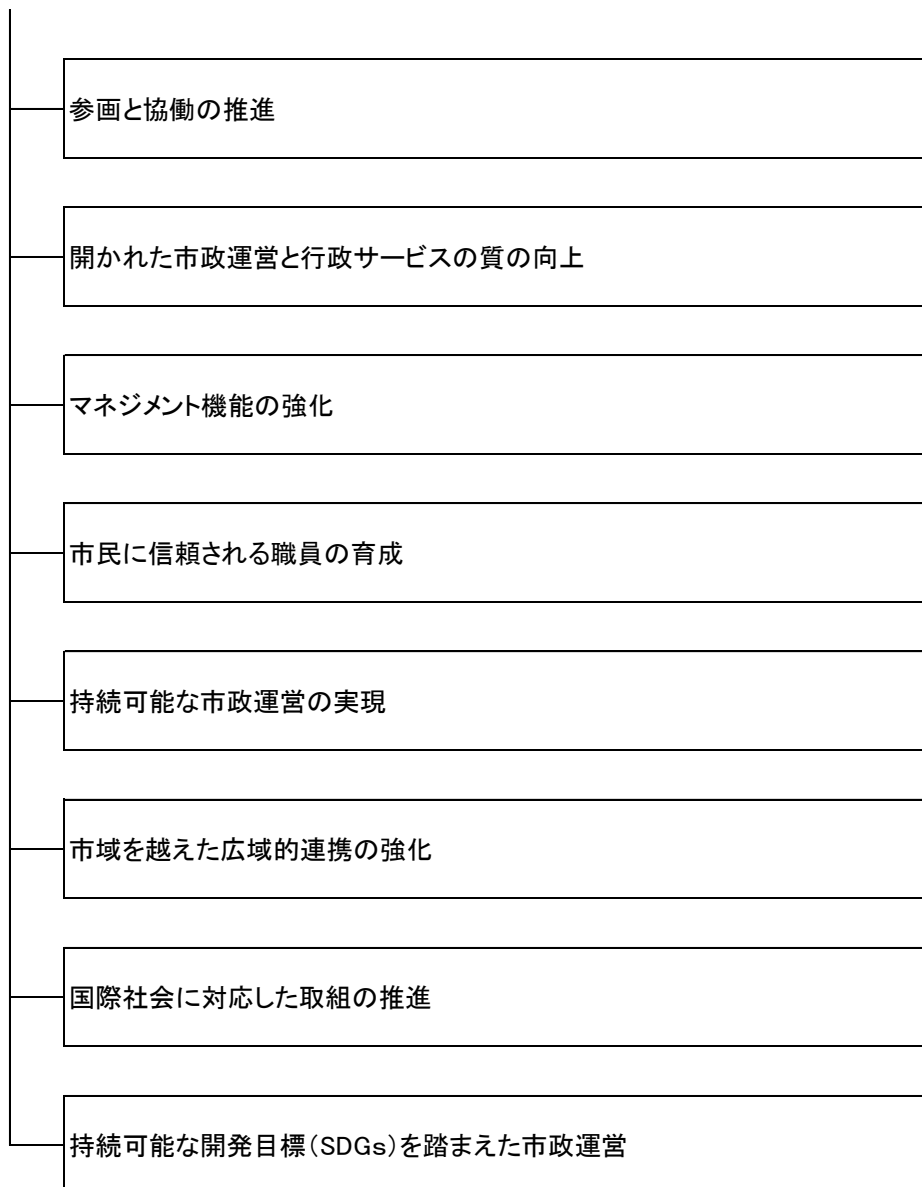 参画と協働の推進
開かれた市政運営と行政サービスの質の向上
マネジメント機能の強化
市民に信頼される職員の育成
持続可能な市政運営の実現
市域を越えた広域的連携の強化
国際社会に対応した取組の推進
持続可能な開発目標（SDGs）を踏まえた市政運営